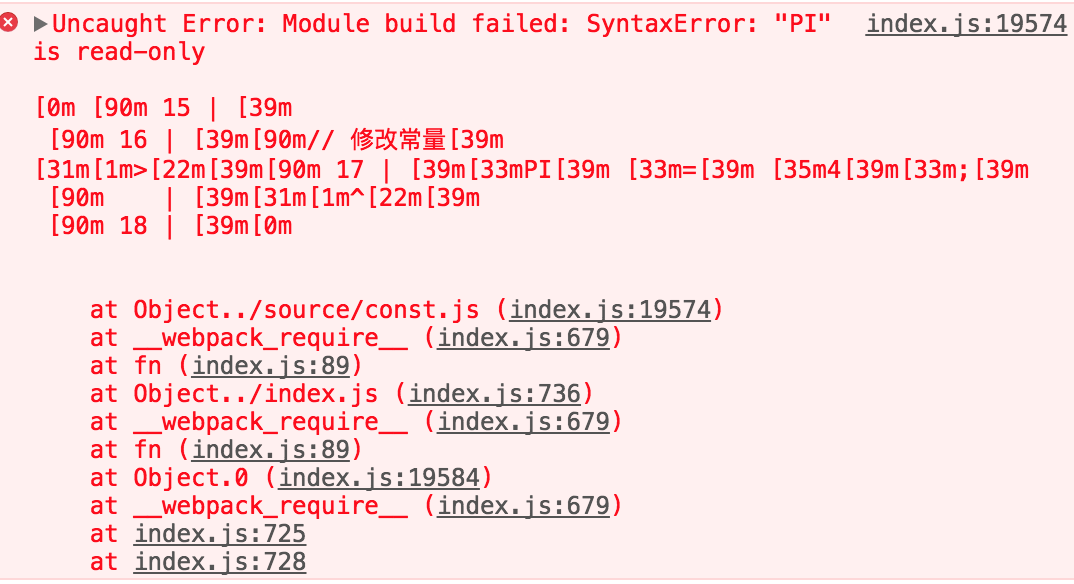 Uncaught Error: Module build failed: SyntaxError: "PI" index.js:19574
is read-only
[0m [90m 15 | [39m
[90m 16 | [39m[90m// 修改常量[39m
[31m[1m>[22m[39m[90m 17 | [39m[33mPI[39m [33m=[39m [35m4[39m[33m;[39m
[90m    | [39m[31m[1m^[22m[39m
[90m 18 | [39m[0m
at Object../source/const.js (index.js:19574)
at __webpack_require__ (index.js:679)
at fn (index.js:89)
at Object../index.js (index.js:736)
at __webpack_require__ (index.js:679)
at fn (index.js:89)
at Object.0 (index.js:19584)
at __webpack_require__ (index.js:679)
at index.js:725
at index.js:728